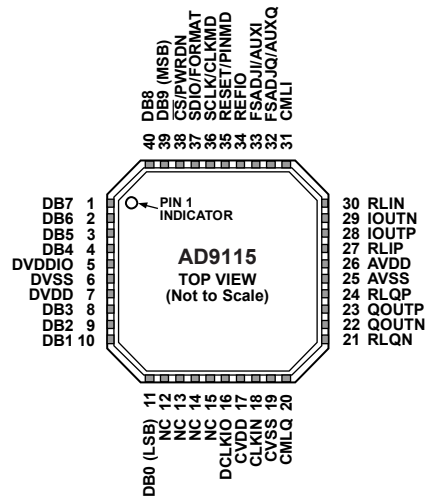 40 DB8
39 DB9 (MSB)
38 CS/PWRDN
37 SDIO/FORMAT
36 SCLK/CLKMD
35 RESET/PINMD
34 REFIO
33 FSADJI/AUXI
32 FSADJQ/AUXQ
31 CMLI
DB7 1
DB6 2
DB5 3
DB4 4
DVDDIO 5
DVSS 6
DVDD 7
DB3 8
DB2 9
DB1 10
PIN 1
INDICATOR
AD9115
TOP VIEW
(Not to Scale)
30 RLIN
29 IOUTN
28 IOUTP
27 RLIP
26 AVDD
25 AVSS
24 RLQP
23 QOUTP
22 QOUTN
21 RLQN
DB0 (LSB) 11
NC 12
NC 13
NC 14
NC 15
DCLKIO 16
CVDD 17
CLKIN 18
CVSS 19
CMLQ 20